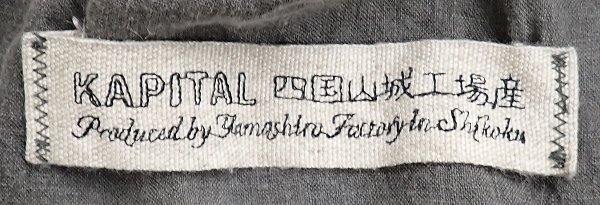 KAPITAL 四国山城工場産
Produced by Yamashiro Factory In Shikoku